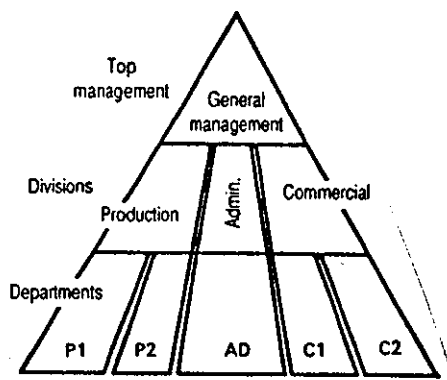 Top
management
General
management
Divisions
Production
Admin.
Commercial
Departments
P1
P2
AD
C1
C2